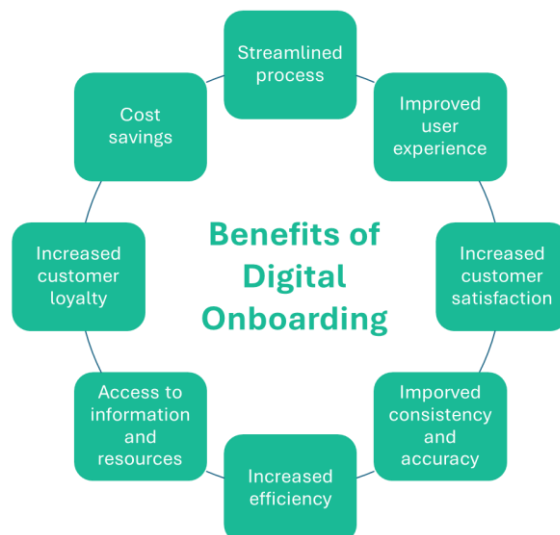 Streamlined
process
Improved
user
experience
Increased
customer
satisfaction
Imporved
consistency
and
accuracy
Increased
efficiency
Access to
information
and
resources
Increased
customer
loyalty
Cost
savings
Benefits of
Digital
Onboarding